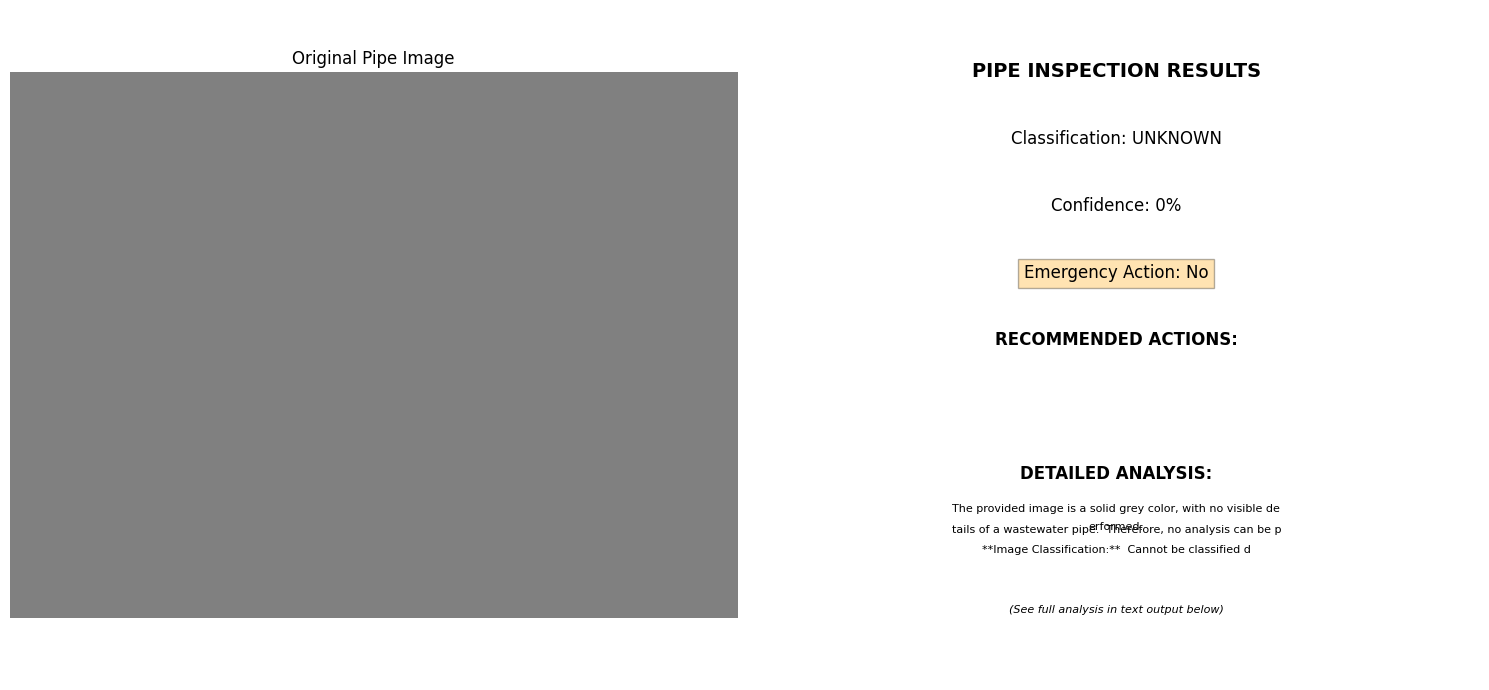 Original Pipe Image
PIPE INSPECTION RESULTS
Classification: UNKNOWN
Confidence: 0%
Emergency Action: No
RECOMMENDED ACTIONS:
DETAILED ANALYSIS:
The provided image is a solid grey color, with no visible de
tails of a wastewater pipe.  Therefore, no analysis can be p
erformed.
**Image Classification:**  Cannot be classified d
(See full analysis in text output below)